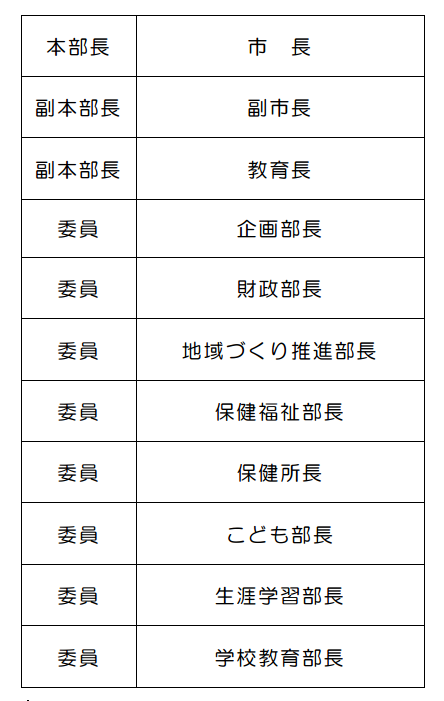 本部長 市　長
副本部長 副市長
副本部長 教育長
委員 企画部長
委員 財政部長
委員 地域づくり推進部長
委員 保健福祉部長
委員 保健所長
委員 こども部長
委員 生涯学習部長
委員 学校教育部長